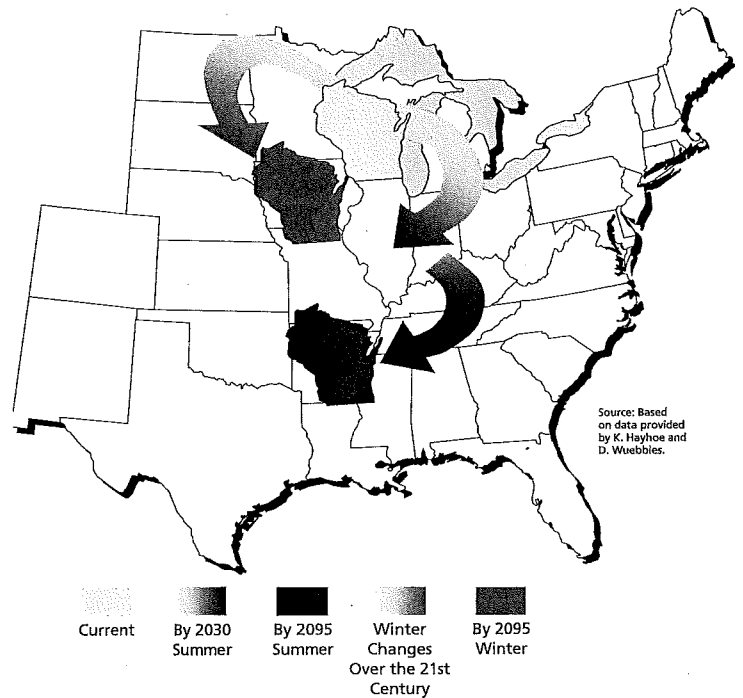 Source: Based
on data provided
by K. Hayhoe and
D. Wuebbles.
Current
By 2030
Summer
By 2095
Summer
Winter
Changes
Over the 21st
Century
By 2095
Winter